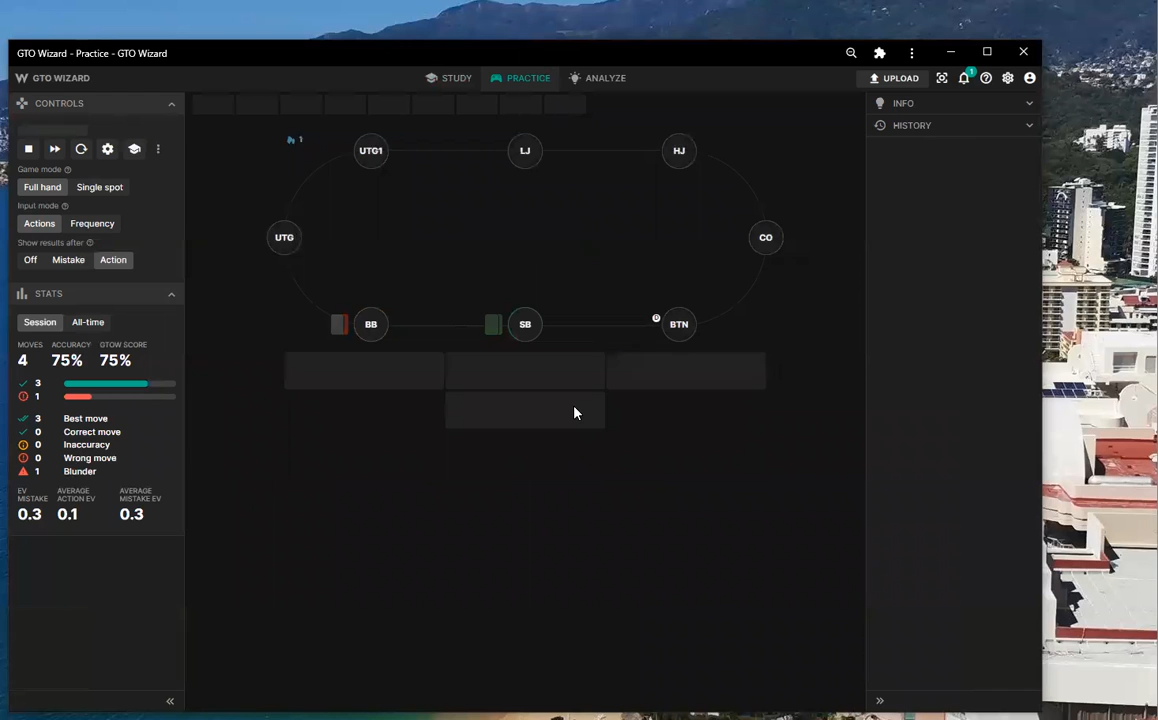 GTO Wizard - Practice - GTO Wizard
GTO WIZARD
STUDY
PRACTICE
ANALYZE
UPLOAD
1
CONTROLS
INFO
HISTORY
1
UTG1
LJ
HJ
Game mode
Full hand
Single spot
Input mode
Actions
Frequency
Show results after
Off
Mistake
Action
UTG
CO
STATS
Session
All-time
BB
SB
D
BTN
MOVES
ACCURACY
GTOW SCORE
4
75%
75%
3
1
3 Best move
0 Correct move
0 Inaccuracy
0 Wrong move
1 Blunder
EV MISTAKE
AVERAGE ACTION EV
AVERAGE MISTAKE EV
0.3
0.1
0.3